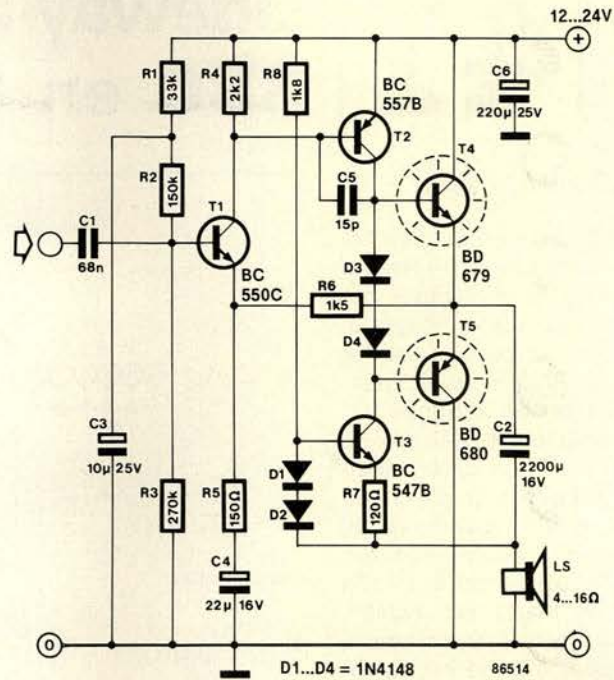 12...24V
+
R1
33k
R4
2k2
R8
1k8
BC
557B
C6
220µ 25V
T2
T4
R2
150k
C5
15p
T1
C1
68n
BD
679
D3
BC
550C
R6
1k5
T5
D4
C3
10µ 25V
T3
BD
680
C2
2200µ
16V
R3
270k
R5
150Ω
D1
D2
BC
547B
R7
120Ω
C4
22µ 16V
LS
4...16Ω
0
0
D1...D4 = 1N4148
86514